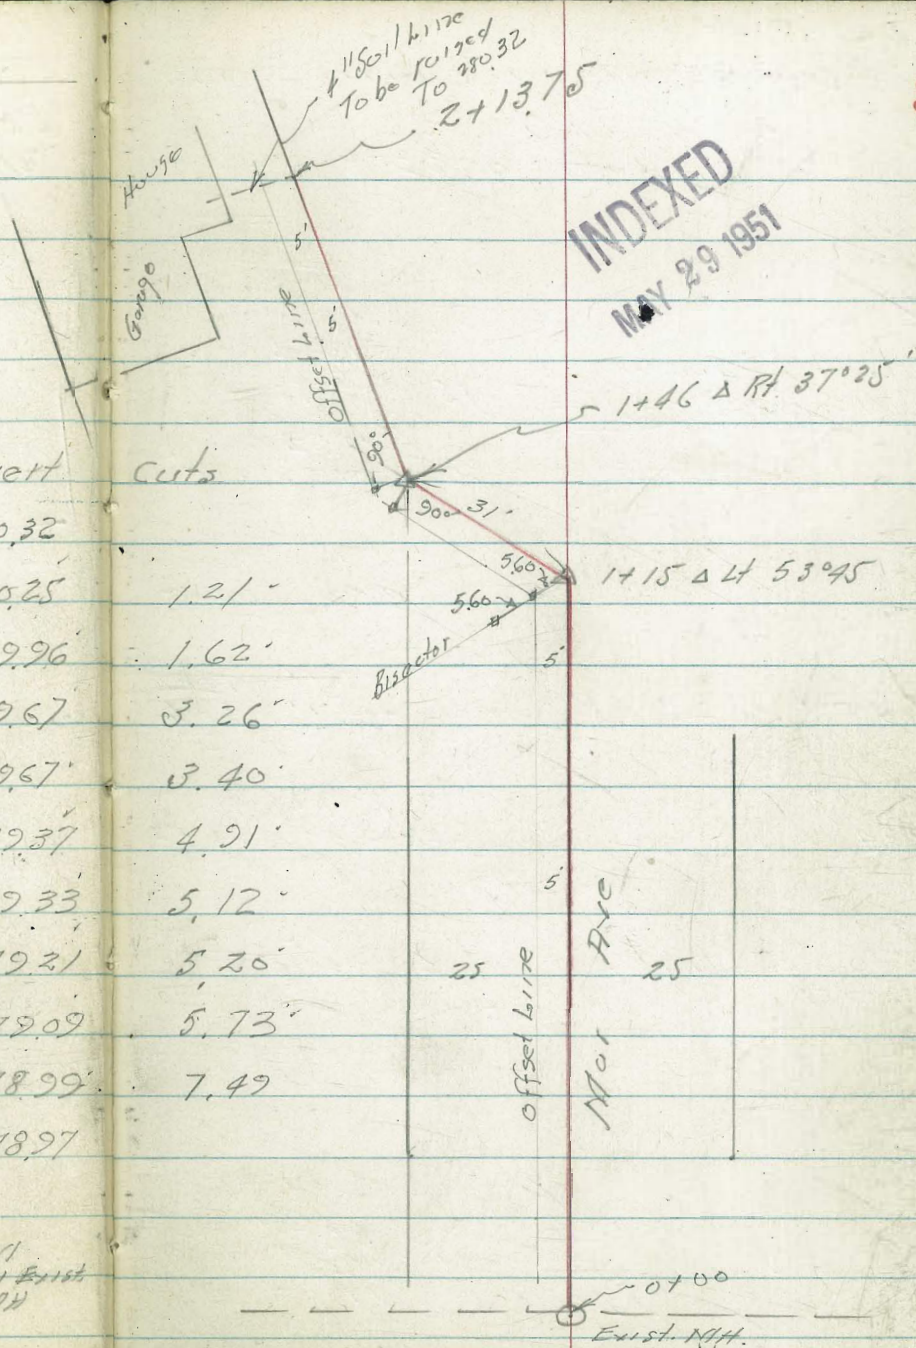 4" Soil Line
To be raised
To 280.32
2+13.75
House
INDEXED
MAY 29 1951
5'
Garage
5'
Offset Line
1+46 Δ Rt. 37°25'
90°
ert
Cuts
90°
31'
0.32
5.60
1+15 Δ Lt 53°45
0.25
1.21
5.60
9.96
1.62
Bisector
5'
9.67
3.26
9.67
3.40
9.37
4.91
9.33
5.12
5'
9.21
5.20
25
Offset Line
Mar Ave
25
79.09
5.73
78.99
7.49
78.97
Exist
0+00
Exist. M.H.